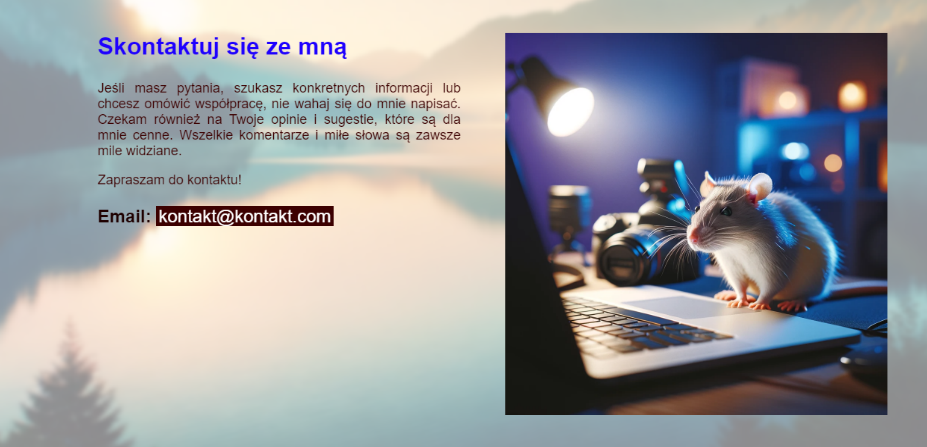 Skontaktuj się ze mną
Jeśli masz pytania, szukasz konkretnych informacji lub
chcesz omówić współpracę, nie wahaj się do mnie napisać.
Czekam również na Twoje opinie i sugestie, które są dla
mnie cenne. Wszelkie komentarze i miłe słowa są zawsze
mile widziane.
Zapraszam do kontaktu!
Email: kontakt@kontakt.com